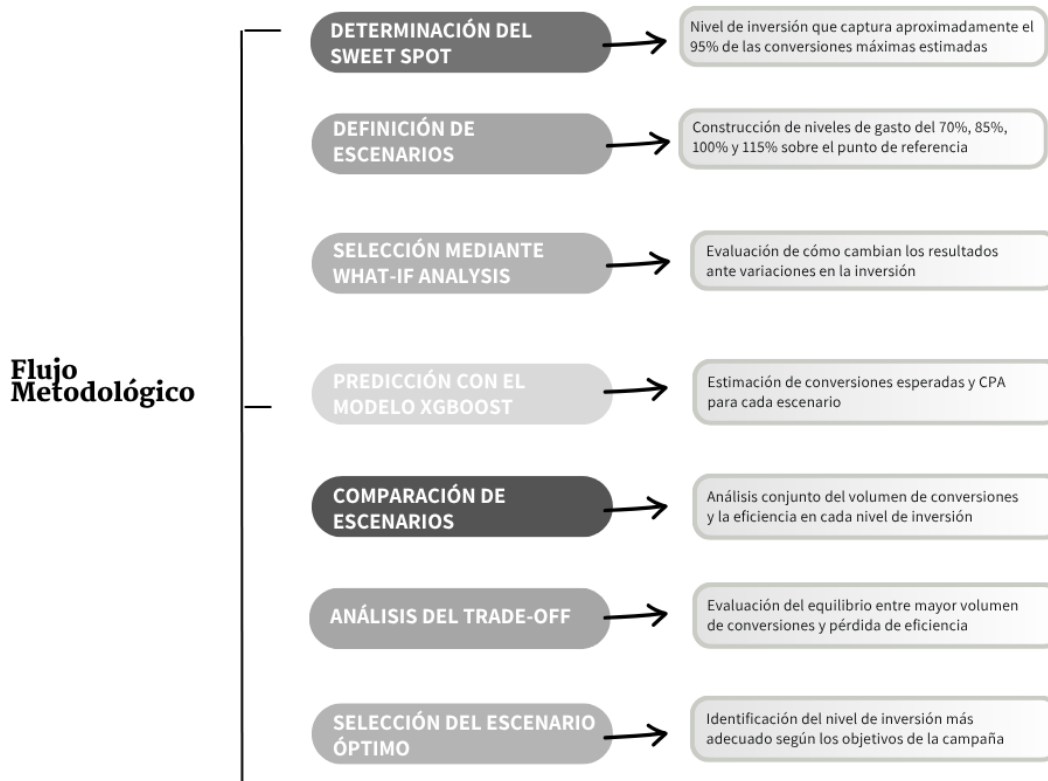 DETERMINACIÓN DEL
SWEET SPOT
Nivel de inversión que captura aproximadamente el
95% de las conversiones máximas estimadas
DEFINICIÓN DE
ESCENARIOS
Construcción de niveles de gasto del 70%, 85%,
100% y 115% sobre el punto de referencia
SELECCIÓN MEDIANTE
WHAT-IF ANALYSIS
Evaluación de cómo cambian los resultados
ante variaciones en la inversión
Flujo
Metodológico
PREDICCIÓN CON EL
MODELO XGBOOST
Estimación de conversiones esperadas y CPA
para cada escenario
COMPARACIÓN DE
ESCENARIOS
Análisis conjunto del volumen de conversiones
y la eficiencia en cada nivel de inversión
ANÁLISIS DEL TRADE-OFF
Evaluación del equilibrio entre mayor volumen
de conversiones y pérdida de eficiencia
SELECCIÓN DEL ESCENARIO
ÓPTIMO
Identificación del nivel de inversión más
adecuado según los objetivos de la campaña